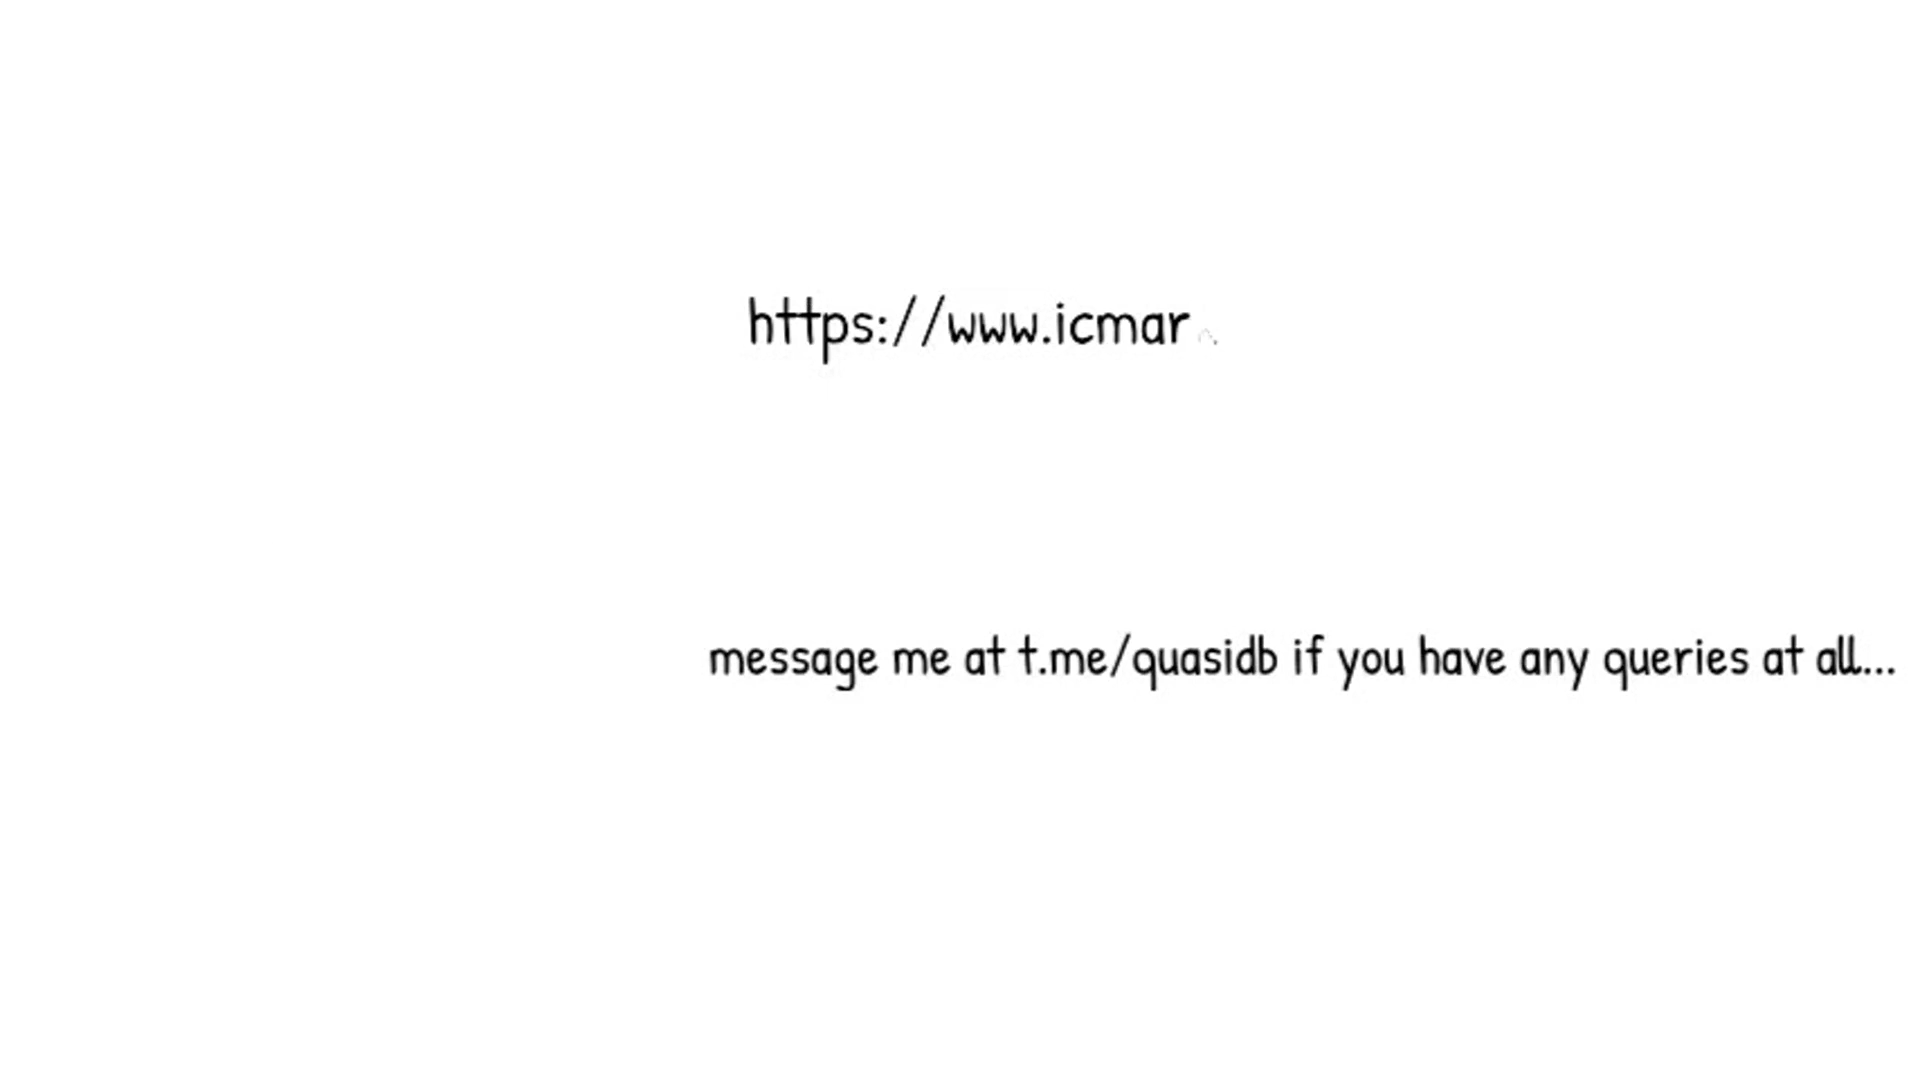 https://www.icmar
message me at t.me/quasidb if you have any queries at all...